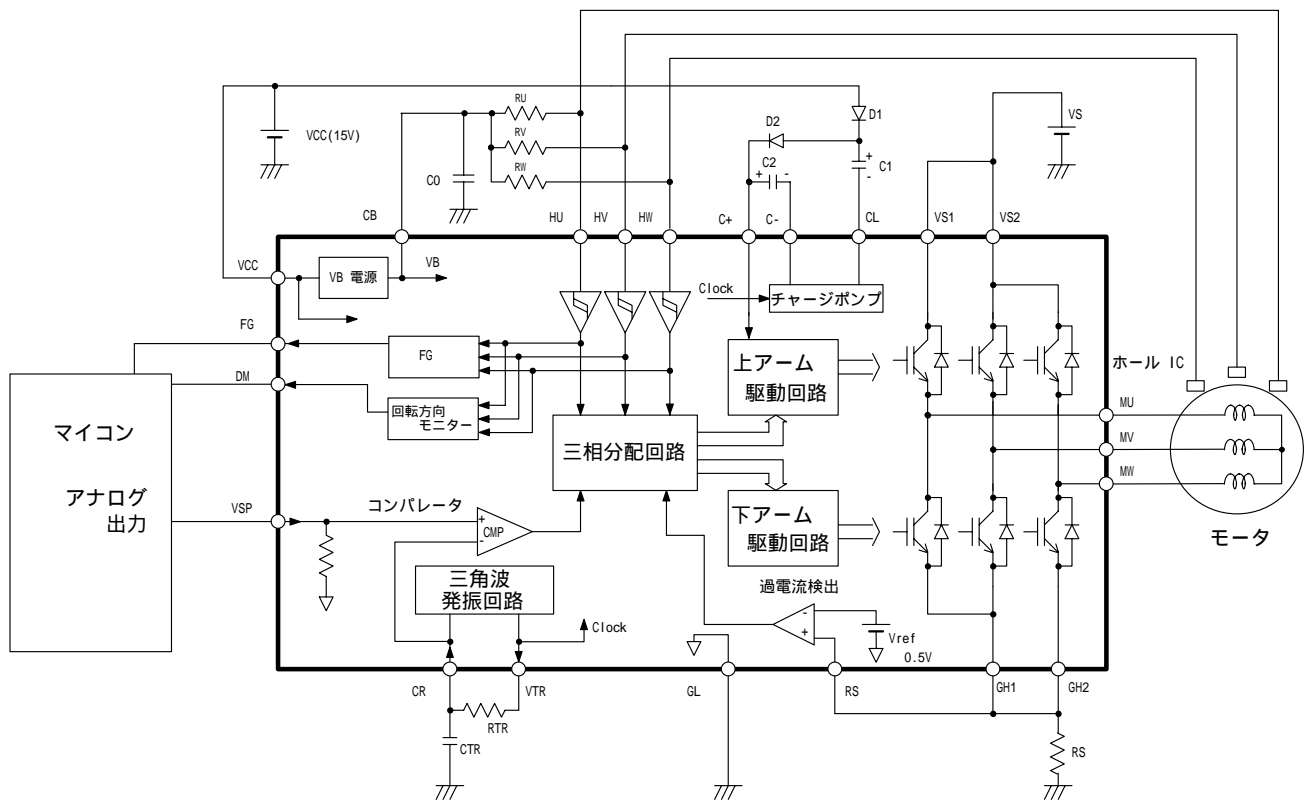 RU
D1
VS
D2
VCC(15V)
RV
C2
+
-
+
-
C1
RW
C0
CB
HU
HV
HW
C+
C-
CL
VS1
VS2
VCC
VB 電源
VB
Clock
チャージポンプ
FG
FG
上アーム
駆動回路
ホール IC
DM
回転方向
モニター
MU
マイコン
三相分配回路
MV
MW
アナログ
出力
VSP
コンパレータ
下アーム
駆動回路
モータ
+
CMP
-
三角波
発振回路
過電流検出
Clock
-
+
Vref
0.5V
CR
VTR
GL
RS
GH1
GH2
RTR
CTR
RS